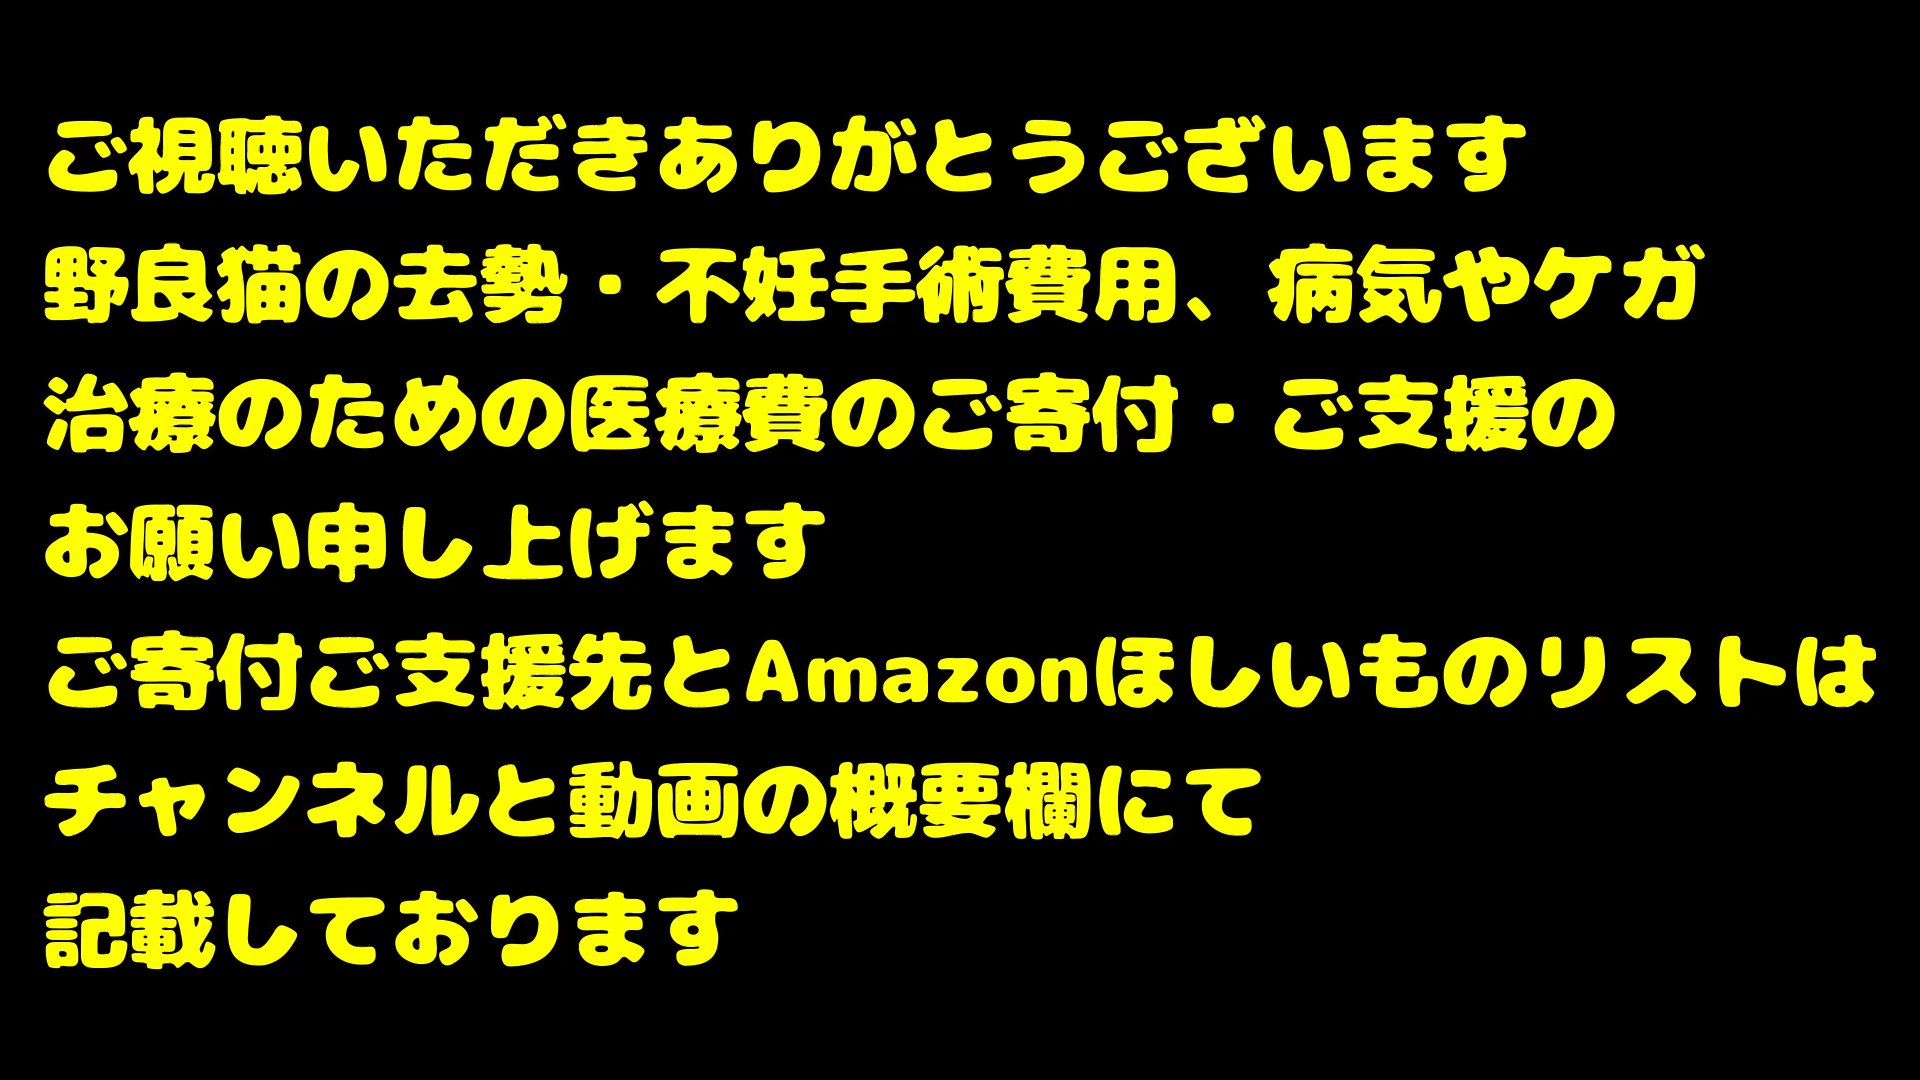 ご視聴いただきありがとうございます
野良猫の去勢・不妊手術費用、病気やケガ
治療のための医療費のご寄付・ご支援の
お願い申し上げます
ご寄付ご支援先とAmazonほしいものリストは
チャンネルと動画の概要欄にて
記載しております